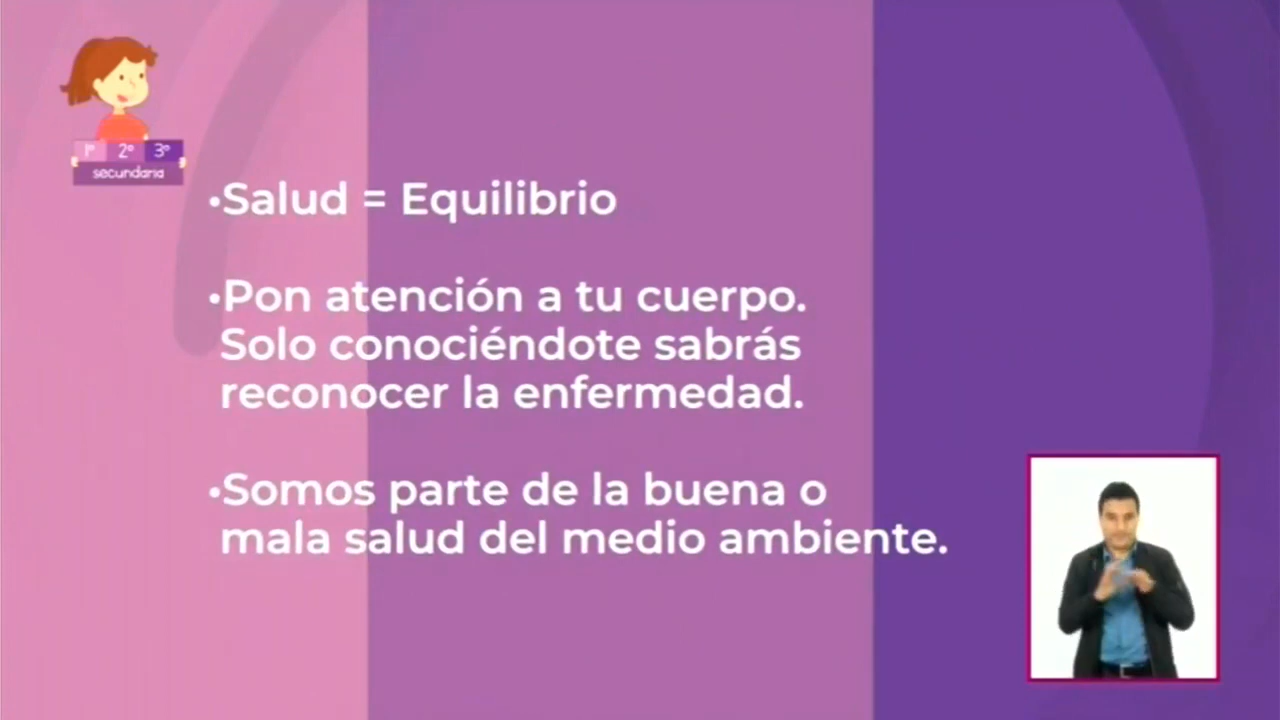 1° 2° 3°
secundaria
•Salud = Equilibrio
•Pon atención a tu cuerpo.
Solo conociéndote sabrás
reconocer la enfermedad.
•Somos parte de la buena o
mala salud del medio ambiente.